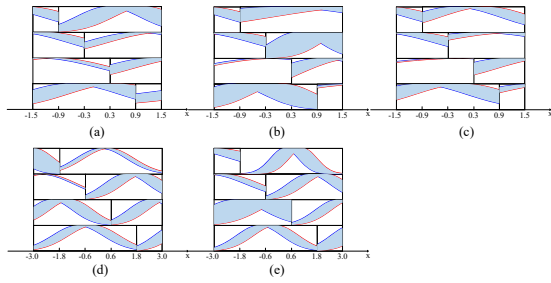 -1.5 -0.9 -0.3 0.3 0.9 1.5 x
(a)
-1.5 -0.9 -0.3 0.3 0.9 1.5 x
(b)
-1.5 -0.9 -0.3 0.3 0.9 1.5 x
(c)
-3.0 -1.8 -0.6 0.6 1.8 3.0 x
(d)
-3.0 -1.8 -0.6 0.6 1.8 3.0 x
(e)